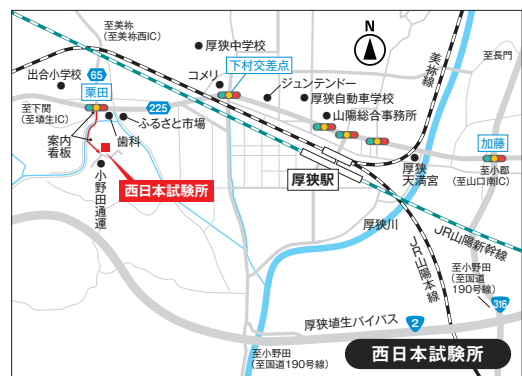 至美祢
(至美祢西IC)
厚狭中学校
N
至長門
下村交差点
美祢線
出合小学校
65
コメリ
ジュンテンドー
栗田
厚狭自動車学校
至下関
(至埴生IC)
225
山陽総合事務所
ふるさと市場
加藤
案内
看板
歯科
厚狭
天満宮
至小郡
(至山口南IC)
厚狭駅
西日本試験所
小野田通運
厚狭川
JR山陽新幹線
JR山陽本線
至小野田
(至国道
190号線)
316
厚狭埴生バイパス
2
至小野田
(至国道190号線)
西日本試験所